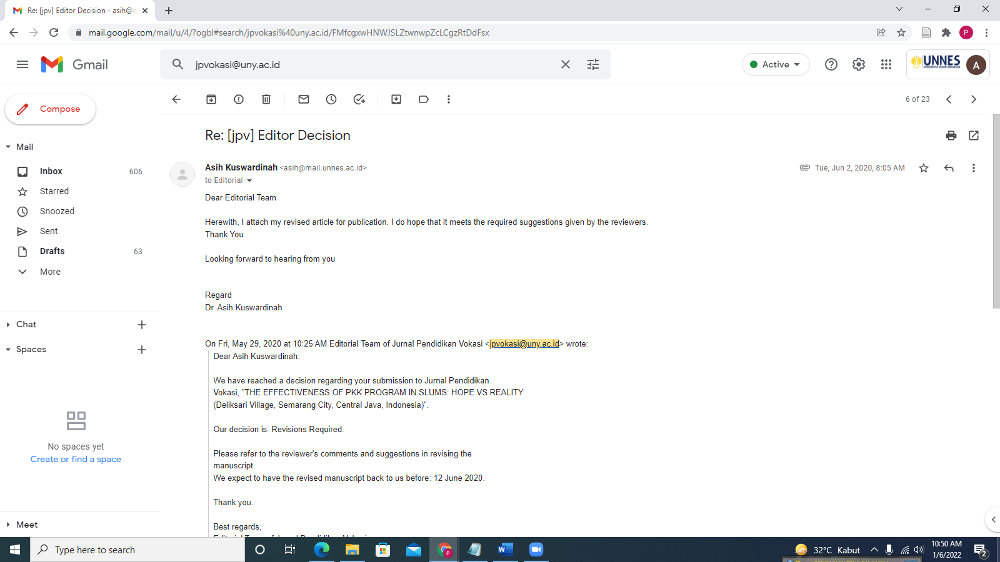 Re: [jpv] Editor Decision - asih@m
mail.google.com/mail/u/4/?ogbl#search/jpvokasi%40uny.ac.id/FMfcgxwHNWJSLZtwnwpZcLCgzRtDdFsx
P
Gmail
jpvokasi@uny.ac.id
Active
UNNES
UNIVERSITAS NEGERI SEMARANG
A
Compose
6 of 23
Mail
Inbox 606
Starred
Snoozed
Sent
Drafts 63
More
Chat
Spaces
No spaces yet
Create or find a space
Meet
Re: [jpv] Editor Decision
Asih Kuswardinah <asih@mail.unnes.ac.id>
Tue, Jun 2, 2020, 8:05 AM
to Editorial
Dear Editorial Team
Herewith, I attach my revised article for publication. I do hope that it meets the required suggestions given by the reviewers.
Thank You
Looking forward to hearing from you
Regard
Dr. Asih Kuswardinah
On Fri, May 29, 2020 at 10:25 AM Editorial Team of Jurnal Pendidikan Vokasi <jpvokasi@uny.ac.id> wrote:
Dear Asih Kuswardinah:
We have reached a decision regarding your submission to Jurnal Pendidikan
Vokasi, "THE EFFECTIVENESS OF PKK PROGRAM IN SLUMS: HOPE VS REALITY
(Deliksari Village, Semarang City, Central Java, Indonesia)".
Our decision is: Revisions Required.
Please refer to the reviewer's comments and suggestions in revising the
manuscript.
We expect to have the revised manuscript back to us before: 12 June 2020.
Thank you.
Best regards,
Editorial Team of Jurnal Pendidikan Vokasi
Type here to search
P
32°C Kabut
10:50 AM
1/6/2022
2